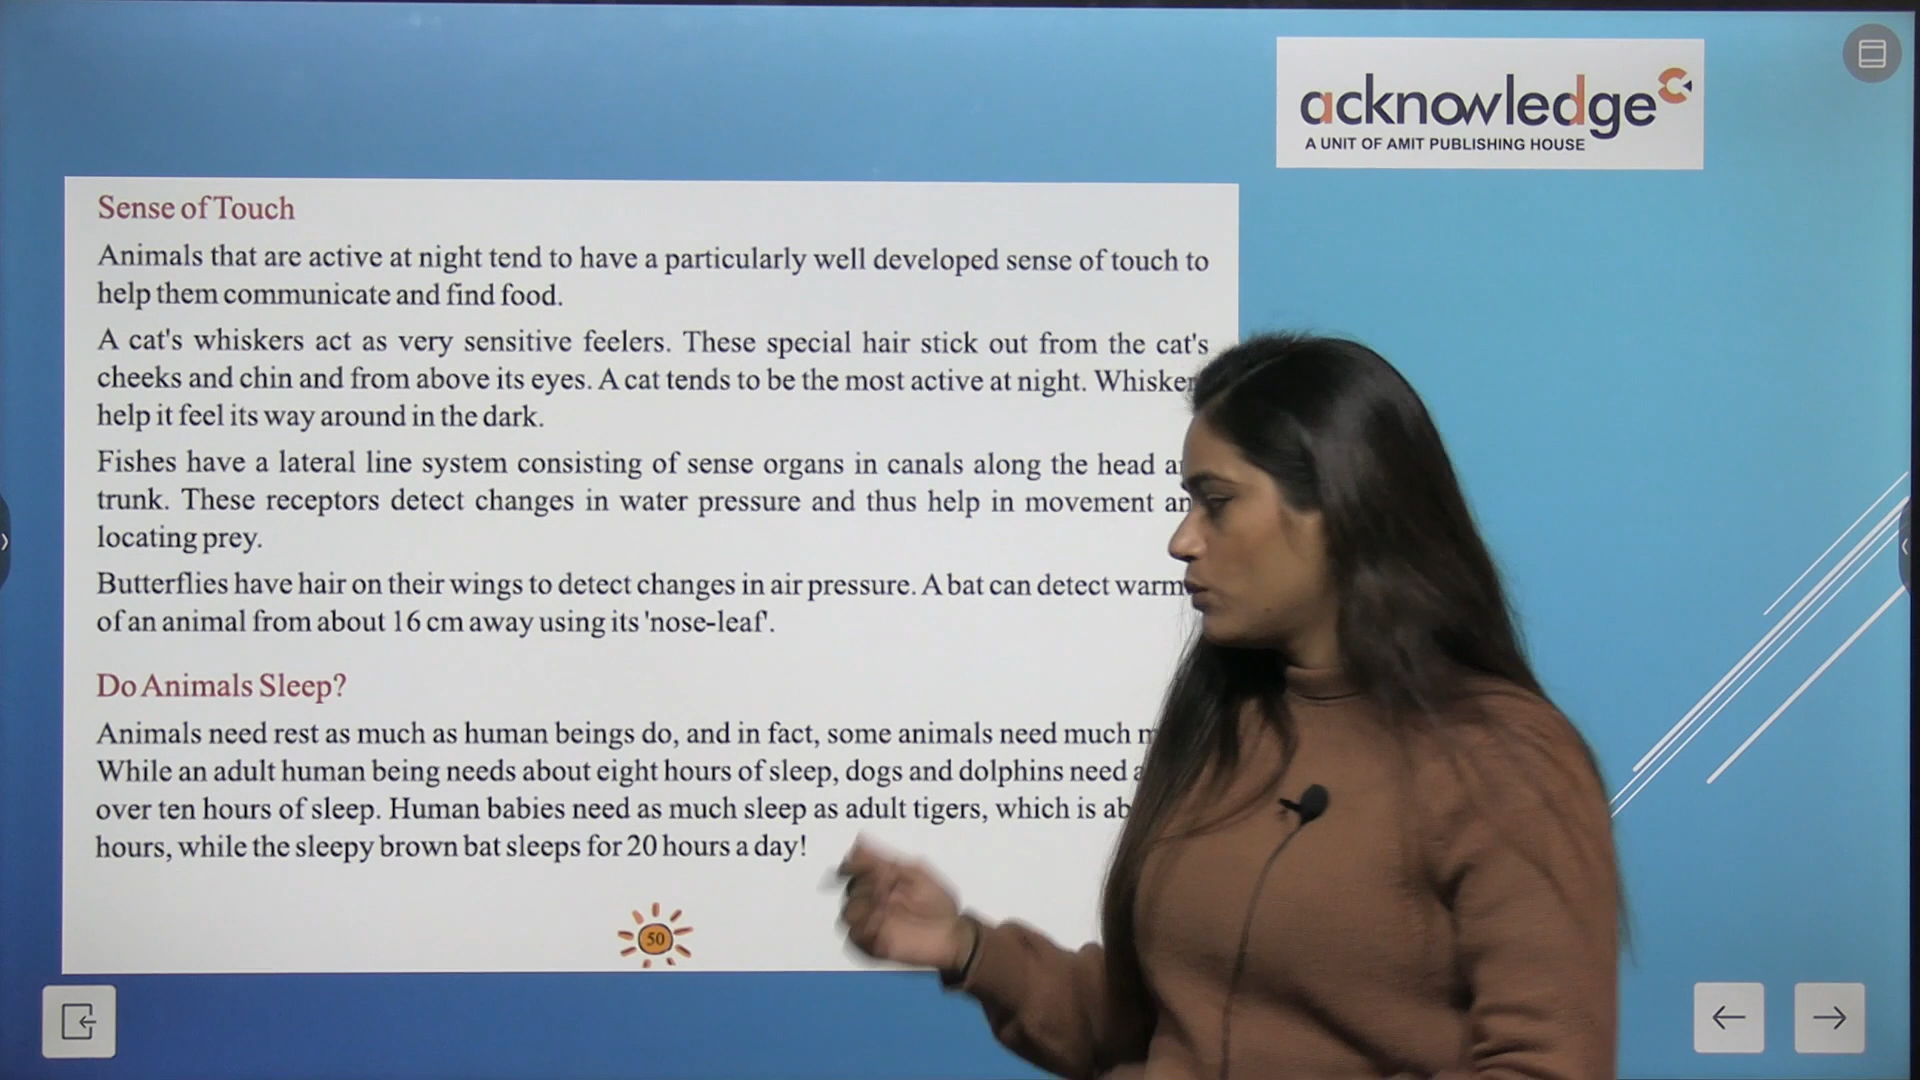 acknowledge
A UNIT OF AMIT PUBLISHING HOUSE
Sense of Touch
Animals that are active at night tend to have a particularly well developed sense of touch to
help them communicate and find food.
A cat's whiskers act as very sensitive feelers. These special hair stick out from the cat's
cheeks and chin and from above its eyes. A cat tends to be the most active at night.
help it feel its way around in the dark.
Fishes have a lateral line system consisting of sense organs in canals along the head
trunk. These receptors detect changes in water pressure and thus help in movement
locating prey.
Butterflies have hair on their wings to detect changes in air pressure. A bat can detect
of an animal from about 16 cm away using its 'nose-leaf'.
Do Animals Sleep?
Animals need rest as much as human beings do, and in fact, some animals need much
While an adult human being needs about eight hours of sleep, dogs and dolphins need
over ten hours of sleep. Human babies need as much sleep as adult tigers, which is
hours, while the sleepy brown bat sleeps for 20 hours a day!
50